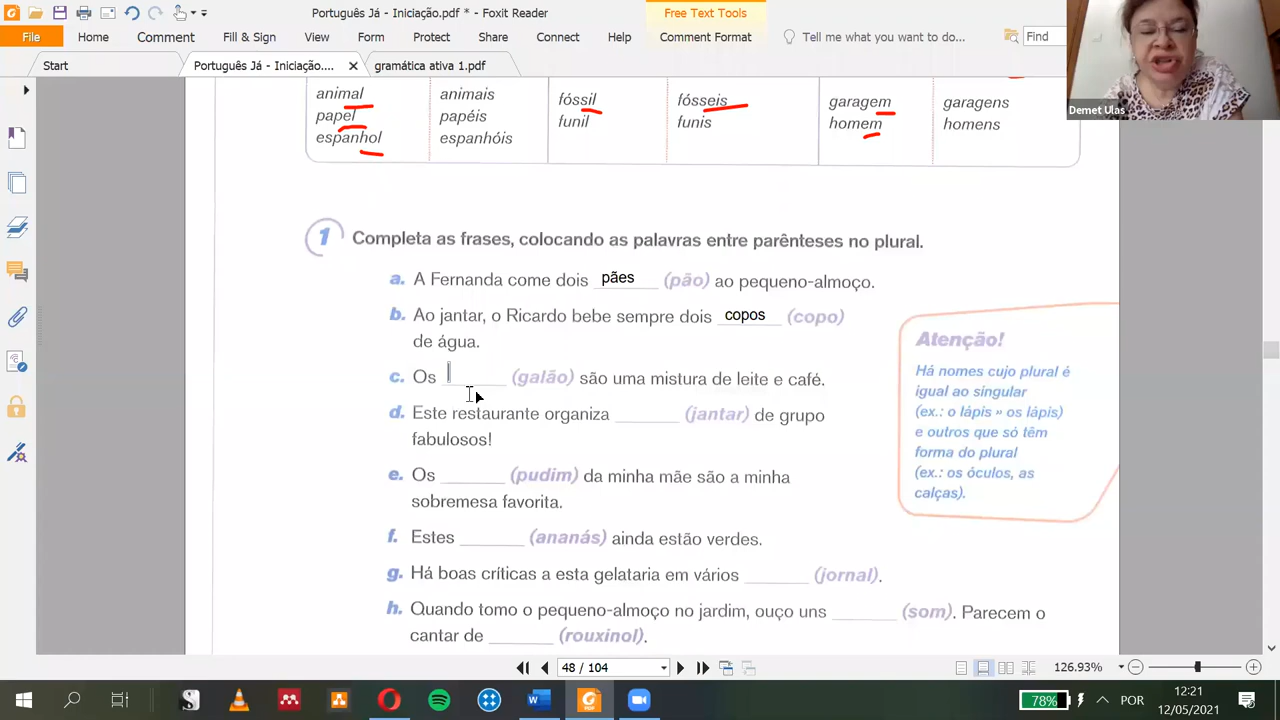 Português Já - Iniciação.pdf * - Foxit Reader
Free Text Tools
File Home Comment Fill & Sign View Form Protect Share Connect Help Comment Format Tell me what you want to do... Find
Start Português Já - Iniciação.... gramática ativa 1.pdf
Demet Ulas
animal animais fóssil fósseis garagem garagens
papel papéis funil funis homem homens
espanhol espanhóis
1 Completa as frases, colocando as palavras entre parênteses no plural.
a. A Fernanda come dois pães (pão) ao pequeno-almoço.
b. Ao jantar, o Ricardo bebe sempre dois copos (copo)
de água.
c. Os ______ (galão) são uma mistura de leite e café.
d. Este restaurante organiza ______ (jantar) de grupo
fabulosos!
e. Os ______ (pudim) da minha mãe são a minha
sobremesa favorita.
f. Estes ______ (ananás) ainda estão verdes.
g. Há boas críticas a esta gelataria em vários ______ (jornal).
h. Quando tomo o pequeno-almoço no jardim, ouço uns ______ (som). Parecem o
cantar de ______ (rouxinol).
Atenção!
Há nomes cujo plural é
igual ao singular
(ex.: o lápis » os lápis)
e outros que só têm
forma do plural
(ex.: os óculos, as
calças).
48 / 104
126.93%
78%
POR
12:21
12/05/2021